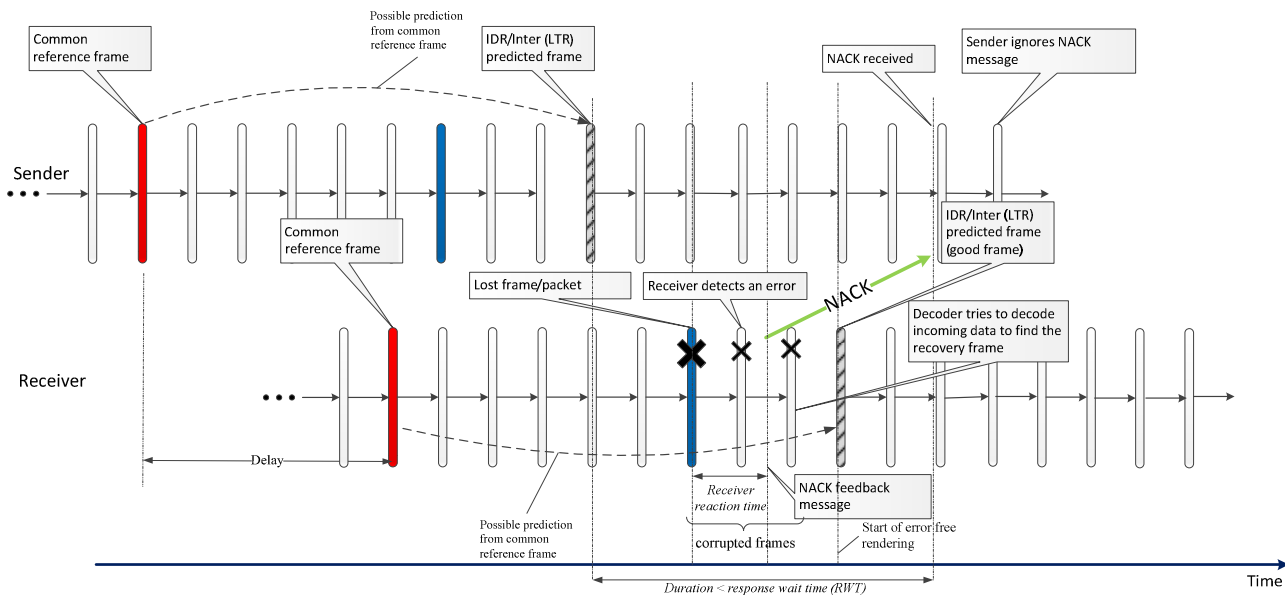 Possible prediction
from common
reference frame
Common
reference frame
IDR/Inter (LTR)
predicted frame
NACK received
Sender ignores NACK
message
Sender
Common
reference frame
IDR/Inter (LTR)
predicted frame
(good frame)
Lost frame/packet
Receiver detects an error
NACK
Decoder tries to decode
incoming data to find the
recovery frame
Receiver
Delay
Receiver
reaction time
NACK feedback
message
Possible prediction
from common
reference frame
corrupted frames
Start of error free
rendering
Duration < response wait time (RWT)
Time